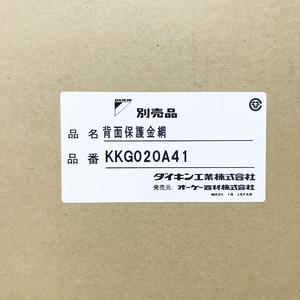 DAIKIN
別売品
品名 背面保護金網
品番 KKG020A41
ダイキン工業株式会社
発売元: オーケー器材株式会社
MADE IN JAPAN